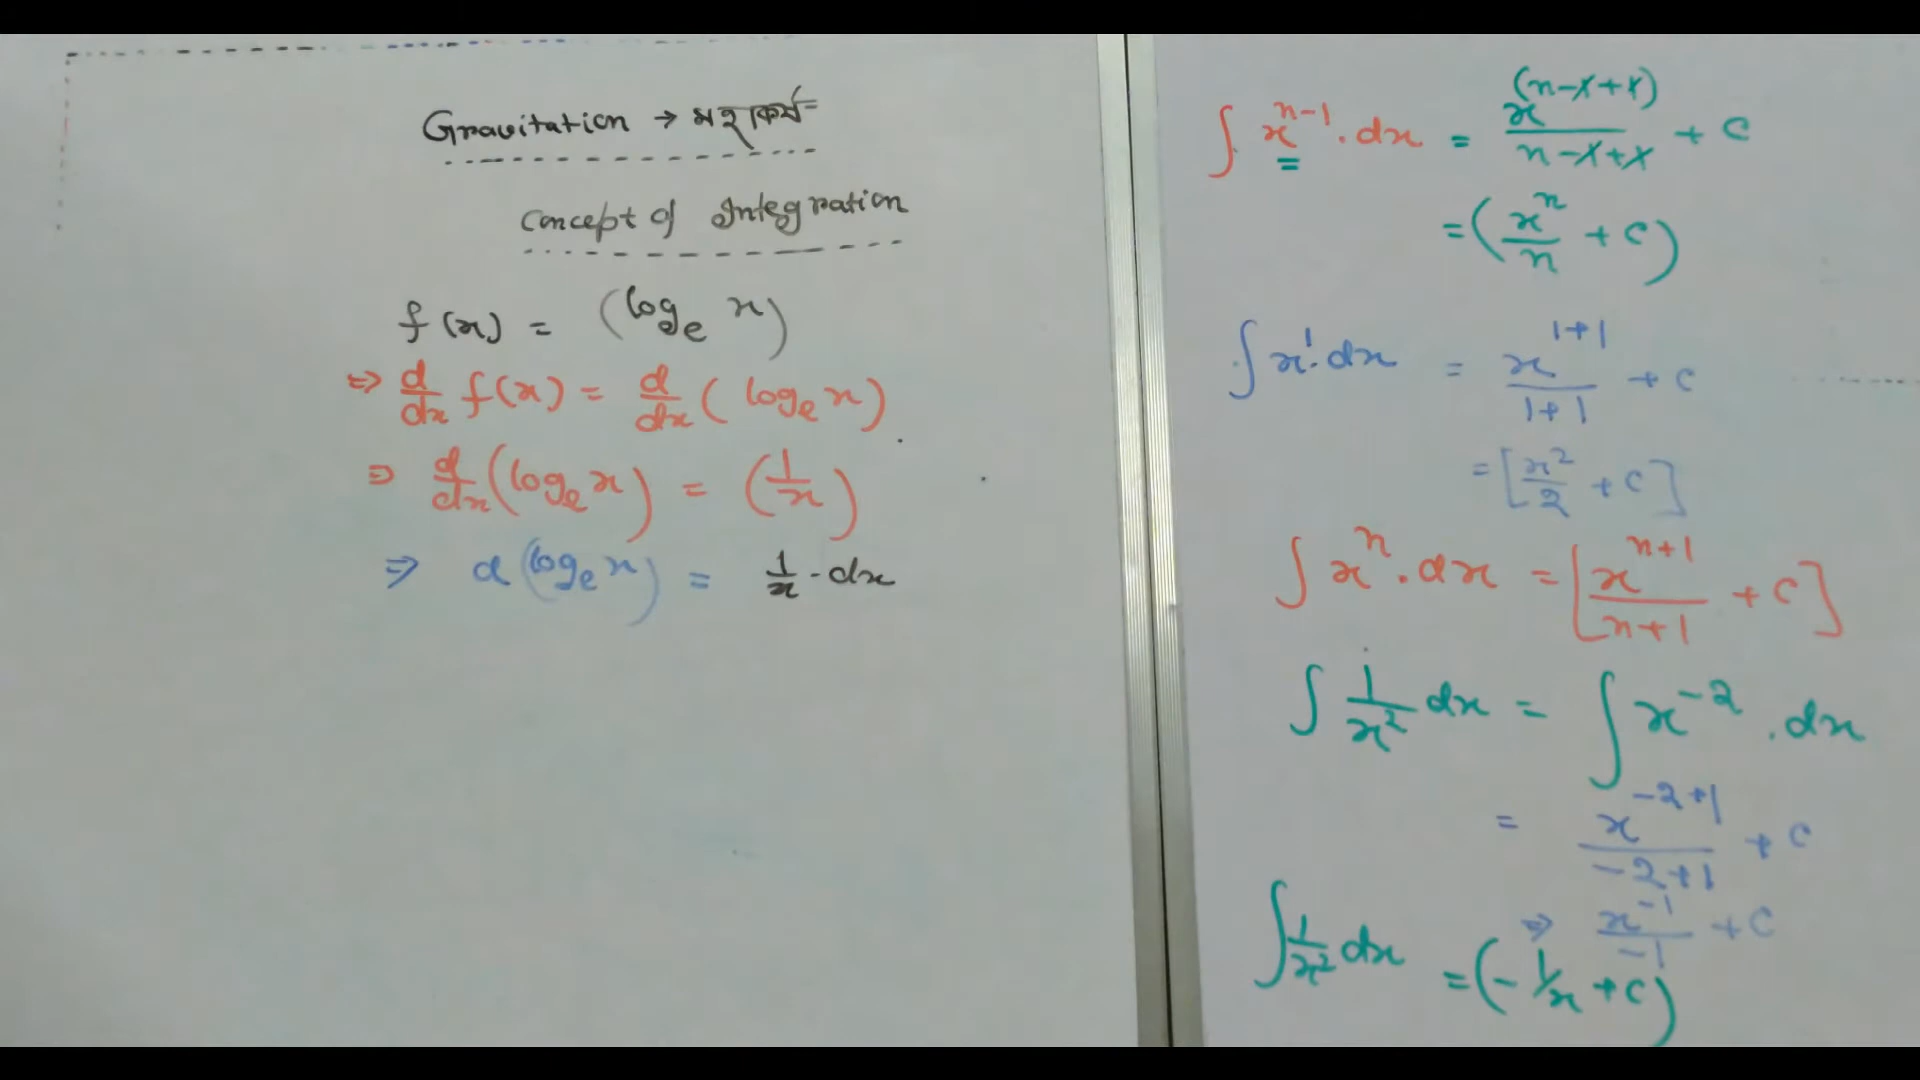 Gravitation → মহাকর্ষ
Concept of Integration
f(x) = (logₑ x)
⇒ d/dx f(x) = d/dx (logₑ x)
⇒ d/dx (logₑ x) = (1/x)
⇒ d(logₑ x) = 1/x · dx
∫ xⁿ⁻¹ · dx = x^(n-1+1)/(n-1+1) + c
= (xⁿ/n + c)
∫ x¹ · dx = x^(1+1)/(1+1) + c
= [x²/2 + c]
∫ xⁿ · dx = [x^(n+1)/(n+1) + c]
∫ 1/x² dx = ∫ x⁻² · dx
= x^(-2+1)/(-2+1) + c
⇒ x⁻¹/-1 + c
∫ 1/x² dx = (- 1/x + c)